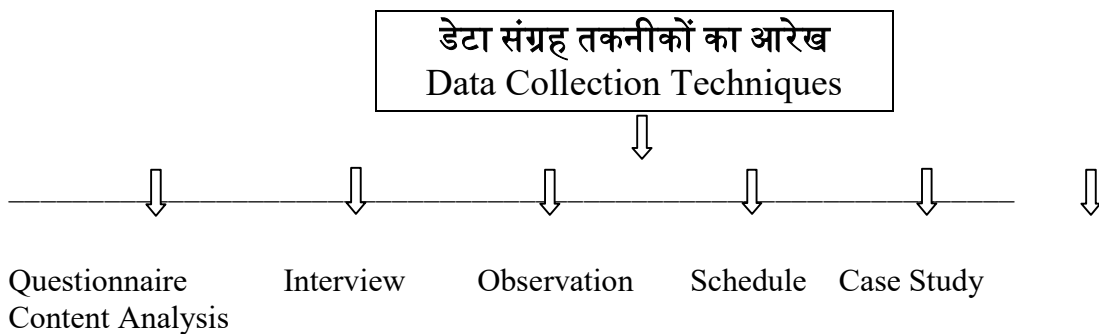 डेटा संग्रह तकनीकों का आरेख
Data Collection Techniques
Questionnaire Interview Observation Schedule Case Study
Content Analysis